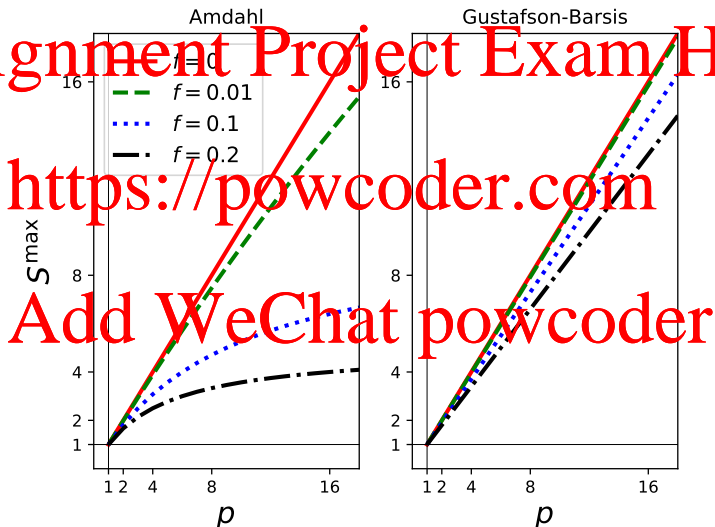 Amdahl
Gustafson-Barsis
ignment Project Exam H
https://powcoder.com
Add WeChat powcoder
f = 0
f = 0.01
f = 0.1
f = 0.2
S^max
16
8
4
2
1
1 2 4 8 16
p
16
8
4
2
1
1 2 4 8 16
p